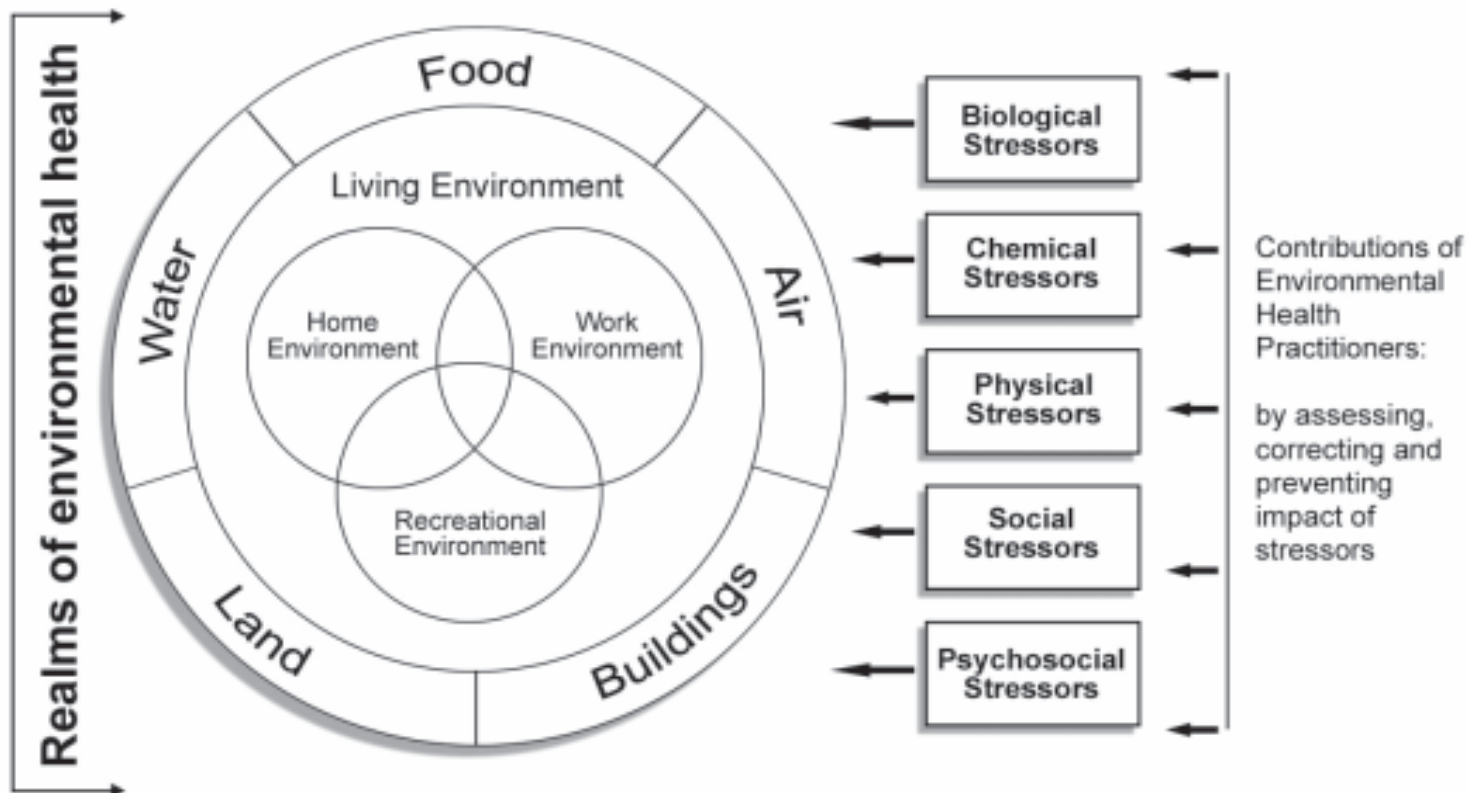 Realms of environmental health
Food
Water
Air
Land
Buildings
Living Environment
Home
Environment
Work
Environment
Recreational
Environment
Biological
Stressors
Chemical
Stressors
Physical
Stressors
Social
Stressors
Psychosocial
Stressors
Contributions of
Environmental
Health
Practitioners:
by assessing,
correcting and
preventing
impact of
stressors